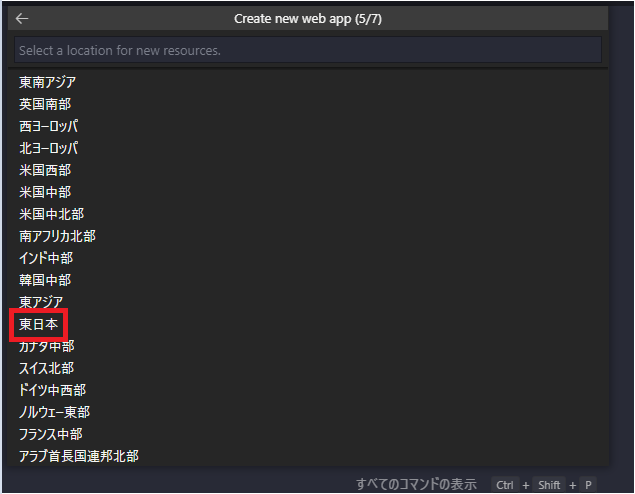 Create new web app (5/7)
Select a location for new resources.
東南アジア
英国南部
西ヨーロッパ
北ヨーロッパ
米国西部
米国中部
米国中北部
南アフリカ北部
インド中部
韓国中部
東アジア
東日本
カナダ中部
スイス北部
ドイツ中西部
ノルウェー東部
フランス中部
アラブ首長国連邦北部
すべてのコマンドの表示 Ctrl + Shift + P